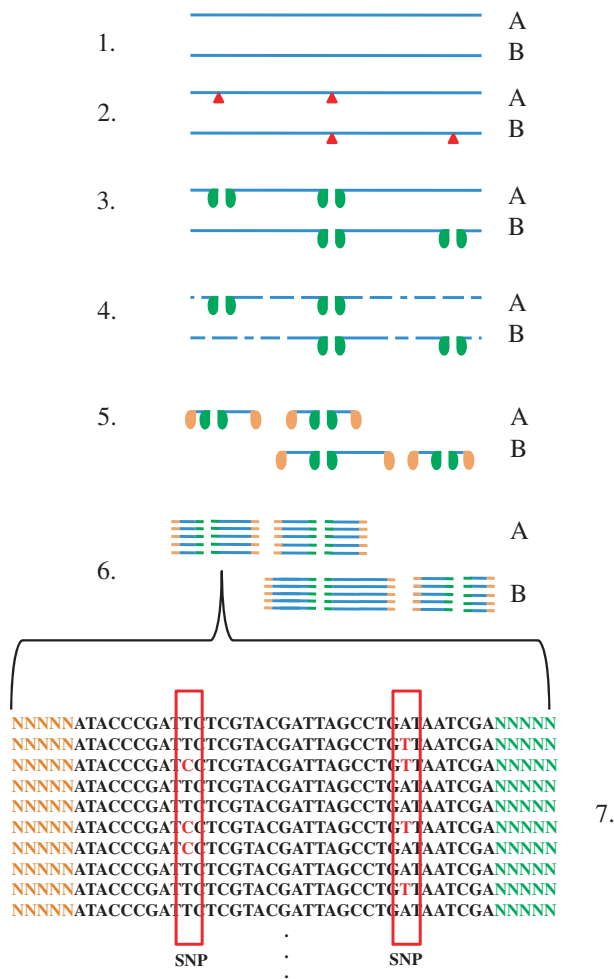 1. A
B
2. A
B
3. A
B
4. A
B
5. A
B
6. A
B
NNNNNATACCCGATTCTCGTACGATTAGCCTGATAATCGANNNNN
NNNNNATACCCGATTCTCGTACGATTAGCCTGTTAATCGANNNNN
NNNNNATACCCGATCCTCGTACGATTAGCCTGTTAATCGANNNNN
NNNNNATACCCGATTCTCGTACGATTAGCCTGATAATCGANNNNN
NNNNNATACCCGATTCTCGTACGATTAGCCTGATAATCGANNNNN
NNNNNATACCCGATCCTCGTACGATTAGCCTGTTAATCGANNNNN
NNNNNATACCCGATCCTCGTACGATTAGCCTGATAATCGANNNNN
NNNNNATACCCGATTCTCGTACGATTAGCCTGATAATCGANNNNN
NNNNNATACCCGATTCTCGTACGATTAGCCTGTTAATCGANNNNN
NNNNNATACCCGATTCTCGTACGATTAGCCTGATAATCGANNNNN
7.
SNP SNP